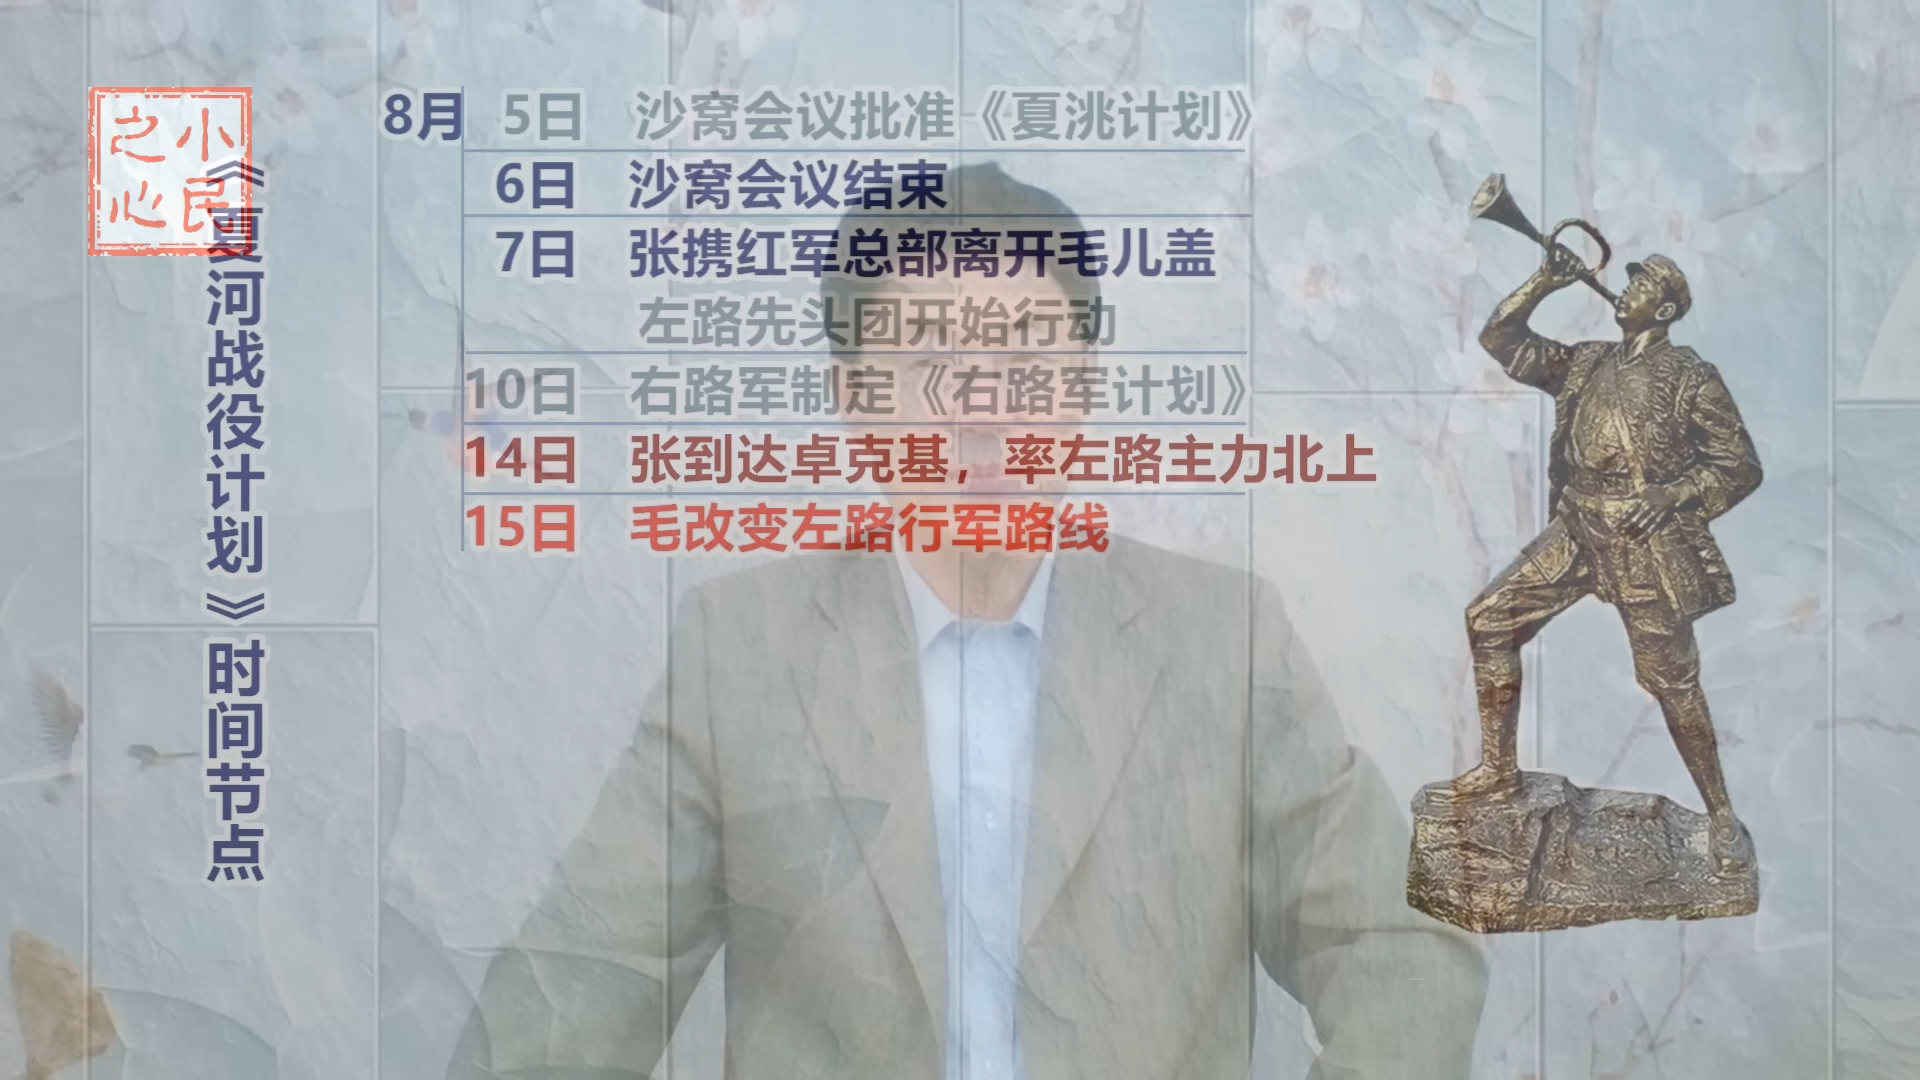 小民
之心
《夏河战役计划》时间节点
8月 5日 沙窝会议批准《夏洮计划》
6日 沙窝会议结束
7日 张携红军总部离开毛儿盖
左路先头团开始行动
10日 右路军制定《右路军计划》
14日 张到达卓克基，率左路主力北上
15日 毛改变左路行军路线